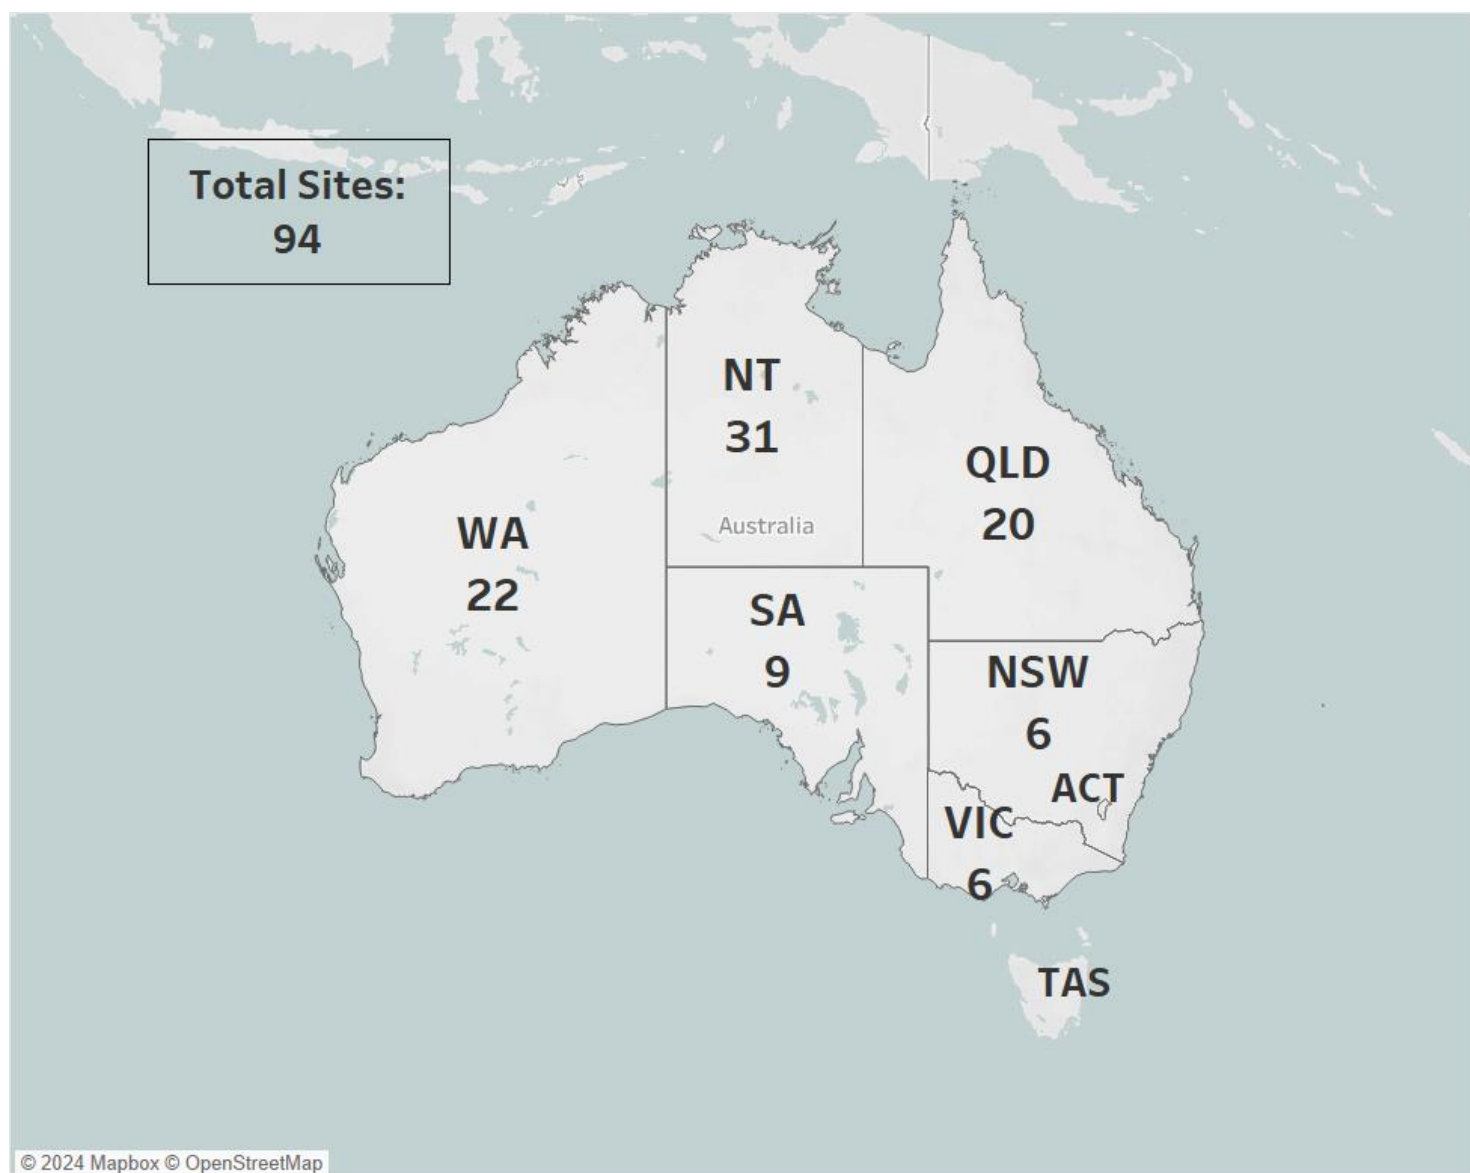 Total Sites:
94
NT
31
QLD
20
Australia
WA
22
SA
9
NSW
6
ACT
VIC
6
TAS
© 2024 Mapbox © OpenStreetMap